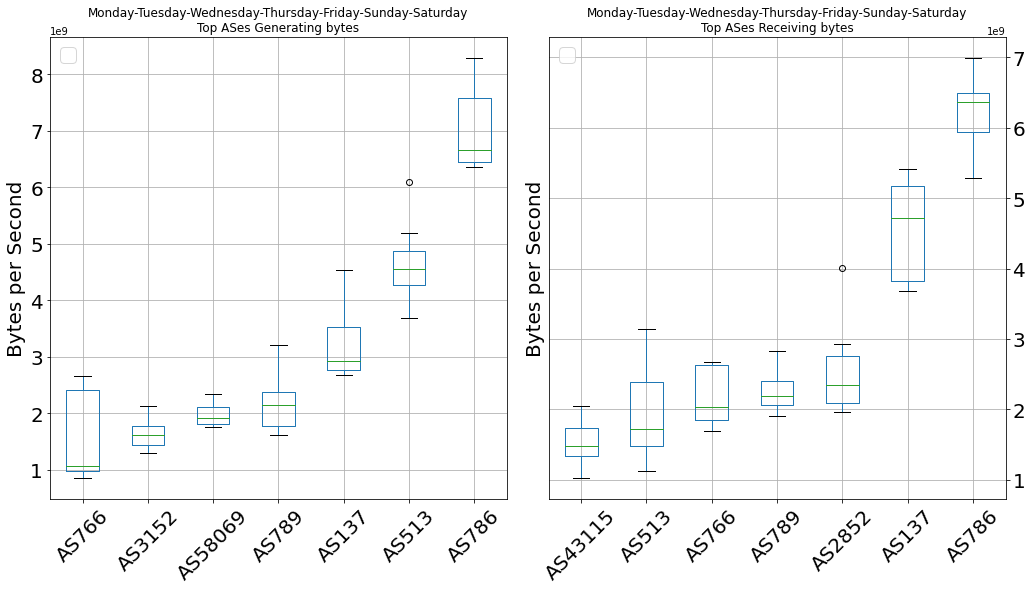 Monday-Tuesday-Wednesday-Thursday-Friday-Sunday-Saturday
Top ASes Generating bytes
1e9
8
7
6
5
4
3
2
1
Bytes per Second
AS766
AS3152
AS58069
AS789
AS137
AS513
AS786
Monday-Tuesday-Wednesday-Thursday-Friday-Sunday-Saturday
Top ASes Receiving bytes
1e9
7
6
5
4
3
2
1
Bytes per Second
AS43115
AS513
AS766
AS789
AS2852
AS137
AS786